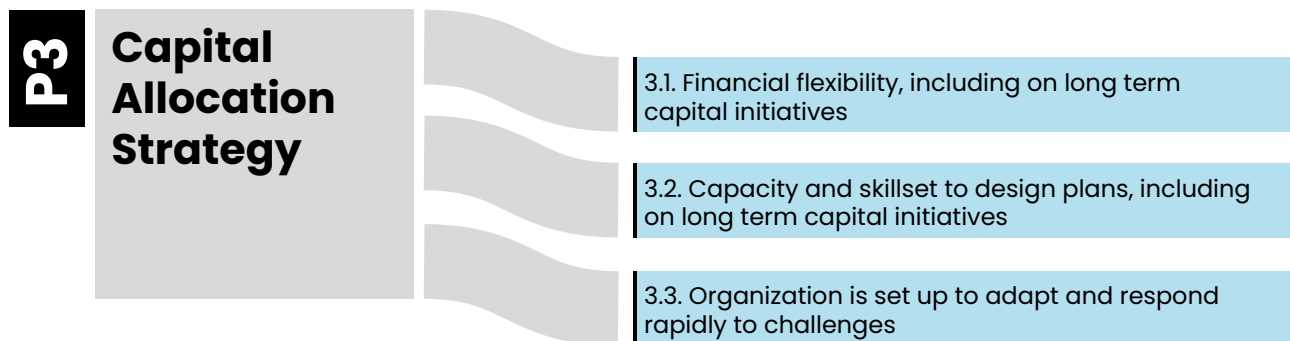 P3
Capital
Allocation
Strategy
3.1. Financial flexibility, including on long term
capital initiatives
3.2. Capacity and skillset to design plans, including
on long term capital initiatives
3.3. Organization is set up to adapt and respond
rapidly to challenges